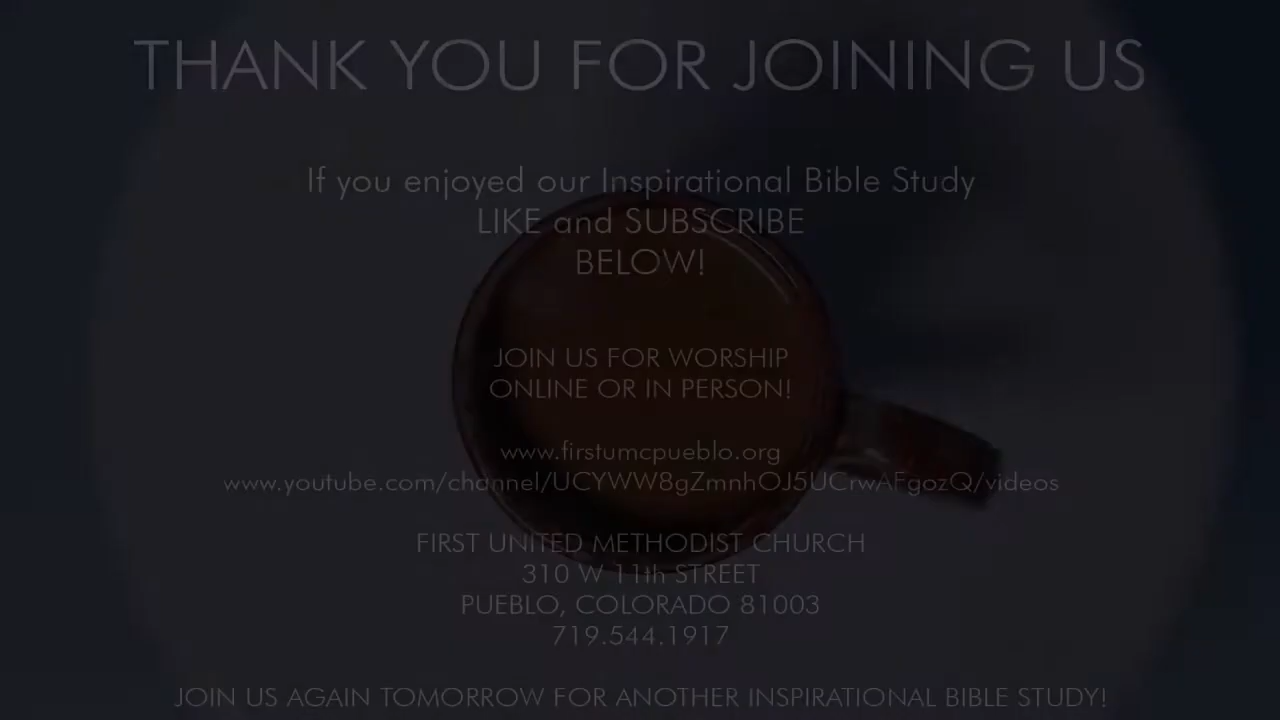 THANK YOU FOR JOINING US
If you enjoyed our Inspirational Bible Study
LIKE and SUBSCRIBE
BELOW!
JOIN US FOR WORSHIP
ONLINE OR IN PERSON!
www.firstumcpueblo.org
www.youtube.com/channel/UCYWW8gZmnhOJ5UCrwAFgozQ/videos
FIRST UNITED METHODIST CHURCH
310 W 11th STREET
PUEBLO, COLORADO 81003
719.544.1917
JOIN US AGAIN TOMORROW FOR ANOTHER INSPIRATIONAL BIBLE STUDY!